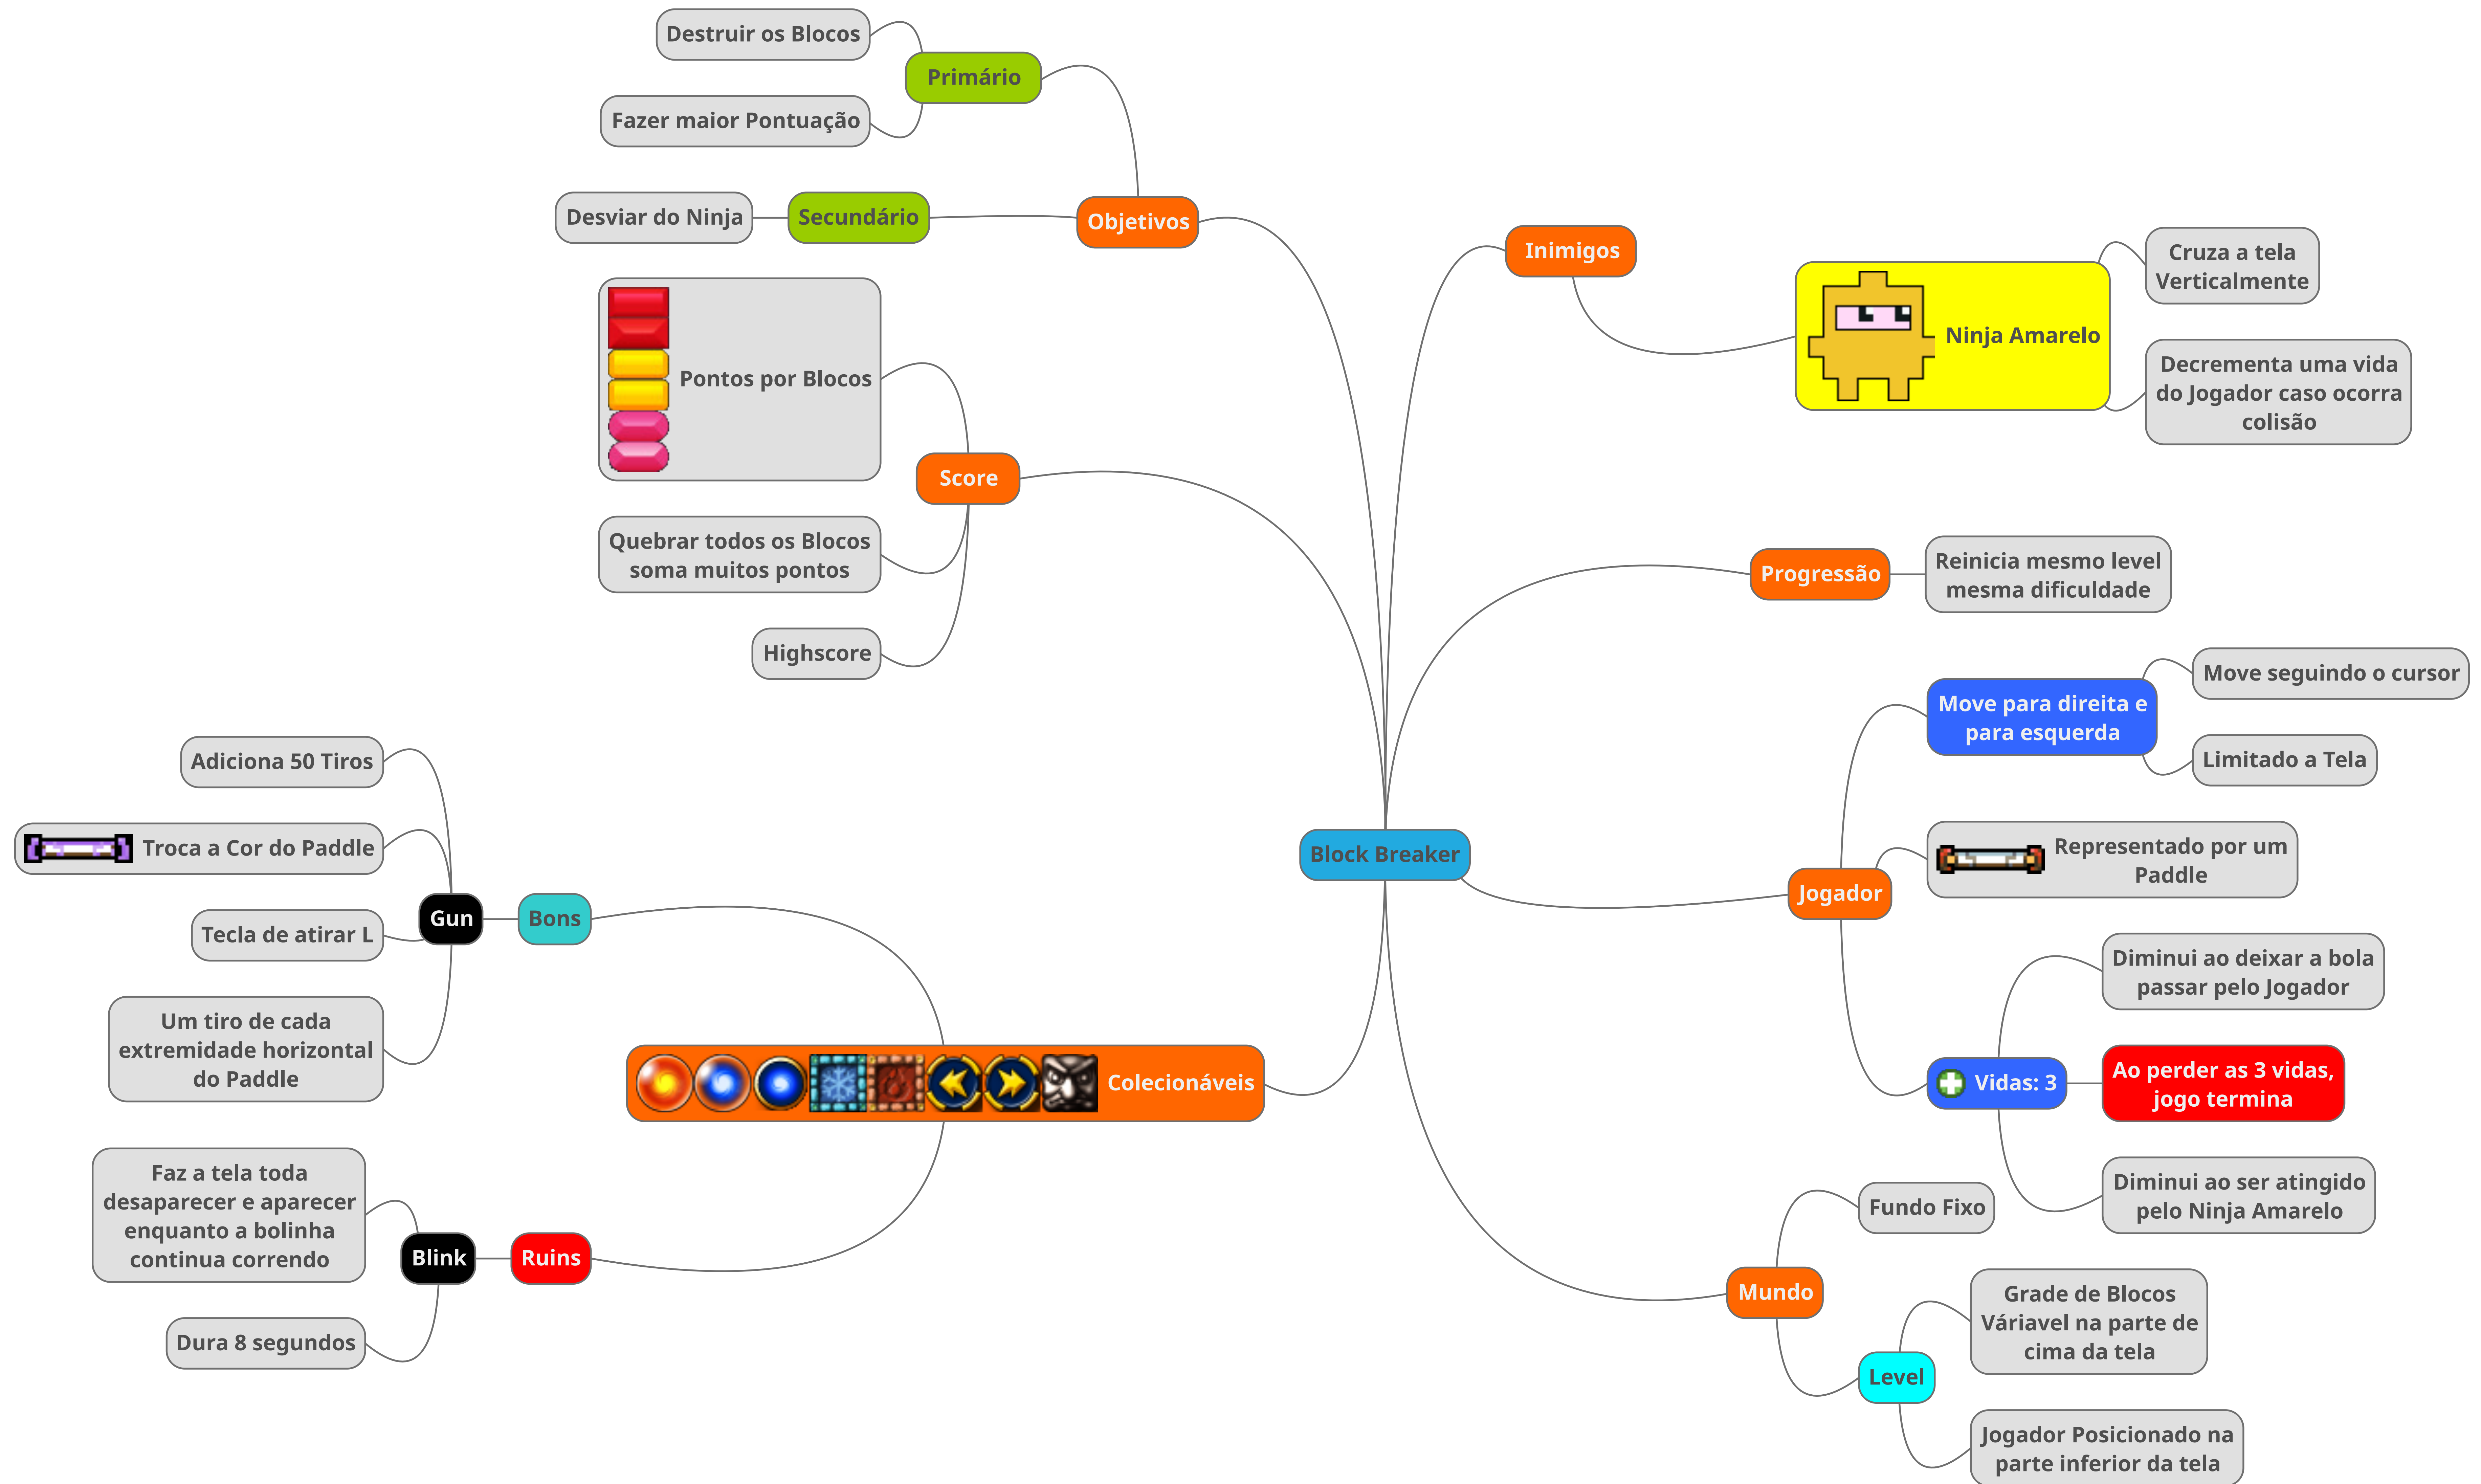 Block Breaker
Objetivos
Primário
Destruir os Blocos
Fazer maior Pontuação
Secundário
Desviar do Ninja
Score
Pontos por Blocos
Quebrar todos os Blocos
soma muitos pontos
Highscore
Colecionáveis
Bons
Gun
Adiciona 50 Tiros
Troca a Cor do Paddle
Tecla de atirar L
Um tiro de cada
extremidade horizontal
do Paddle
Ruins
Blink
Faz a tela toda
desaparecer e aparecer
enquanto a bolinha
continua correndo
Dura 8 segundos
Inimigos
Ninja Amarelo
Cruza a tela
Verticalmente
Decrementa uma vida
do Jogador caso ocorra
colisão
Progressão
Reinicia mesmo level
mesma dificuldade
Jogador
Move para direita e
para esquerda
Move seguindo o cursor
Limitado a Tela
Representado por um
Paddle
Vidas: 3
Diminui ao deixar a bola
passar pelo Jogador
Ao perder as 3 vidas,
jogo termina
Diminui ao ser atingido
pelo Ninja Amarelo
Mundo
Fundo Fixo
Level
Grade de Blocos
Váriavel na parte de
cima da tela
Jogador Posicionado na
parte inferior da tela